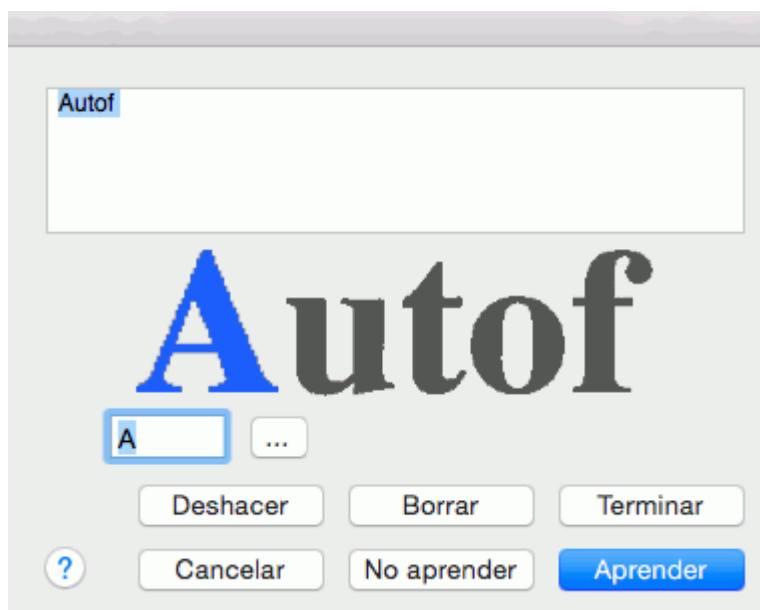 Autof
Autof
A ...
Deshacer Borrar Terminar
? Cancelar No aprender Aprender